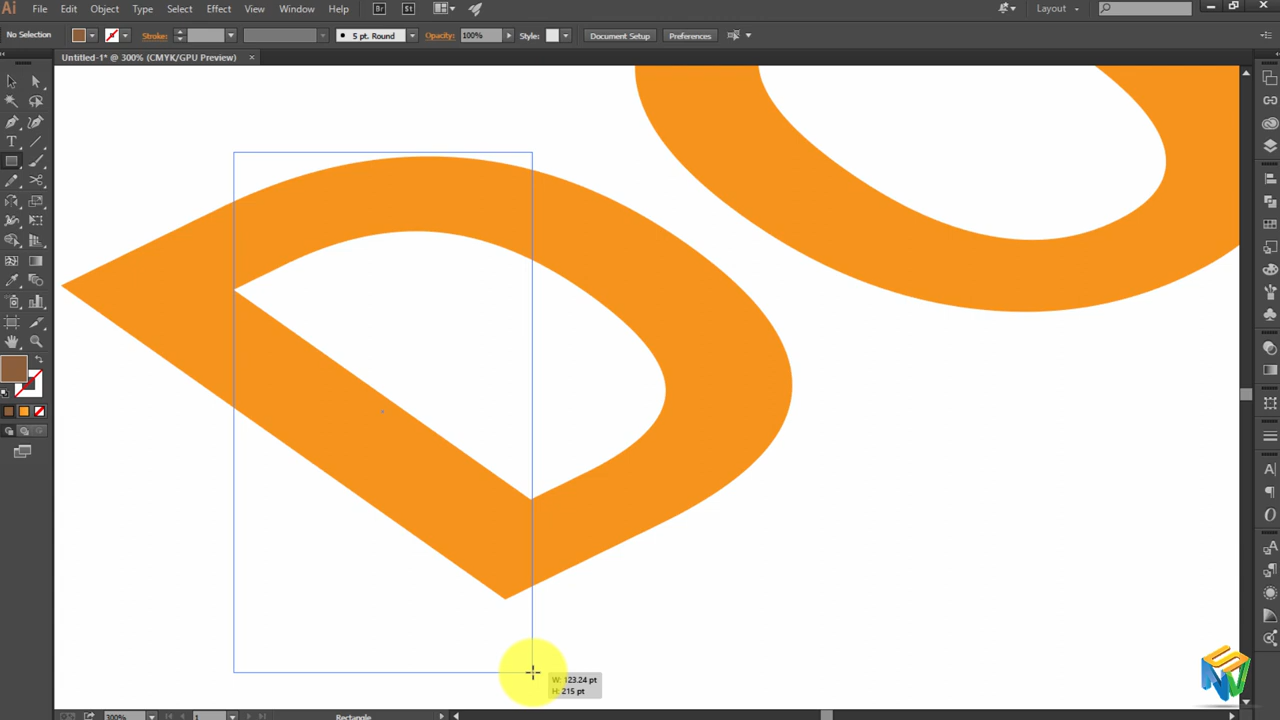 Ai File Edit Object Type Select Effect View Window Help Br St Layout
No Selection Stroke: 5 pt. Round Opacity: 100% Style: Document Setup Preferences
Untitled-1* @ 300% (CMYK/GPU Preview) ×
W: 123.24 pt
H: 215 pt
300% 1 Rectangle